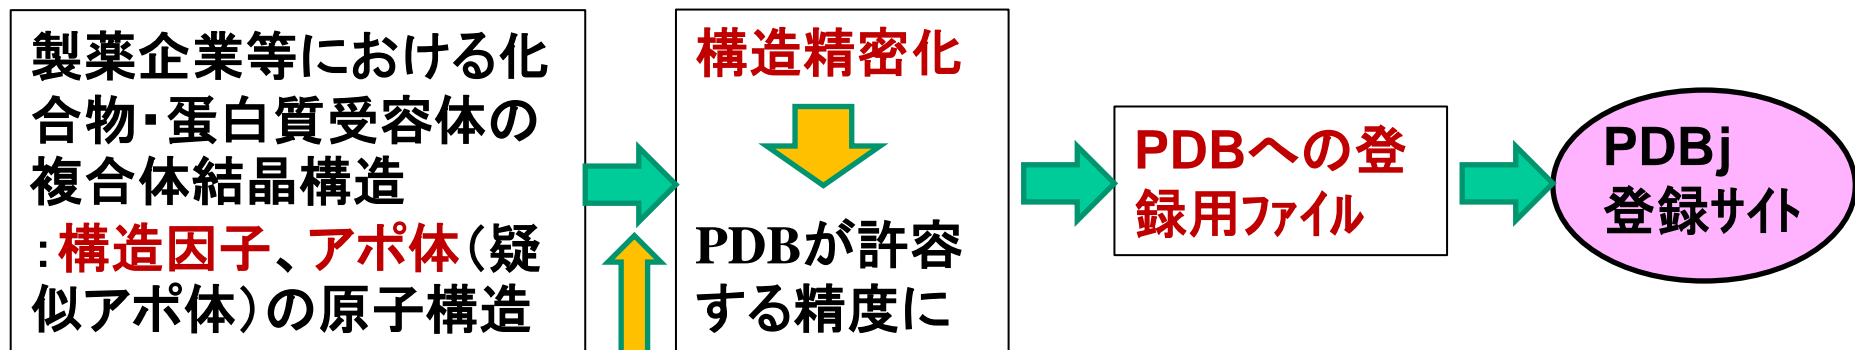 製薬企業等における化
合物・蛋白質受容体の
複合体結晶構造
：構造因子、アポ体（疑
似アポ体）の原子構造
構造精密化
PDBが許容
する精度に
PDBへの登
録用ファイル
PDBj
登録サイト